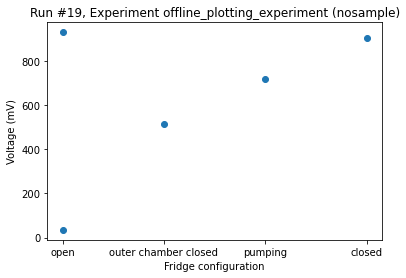 Run #19, Experiment offline_plotting_experiment (nosample)
Voltage (mV)
800
600
400
200
0
open outer chamber closed pumping closed
Fridge configuration